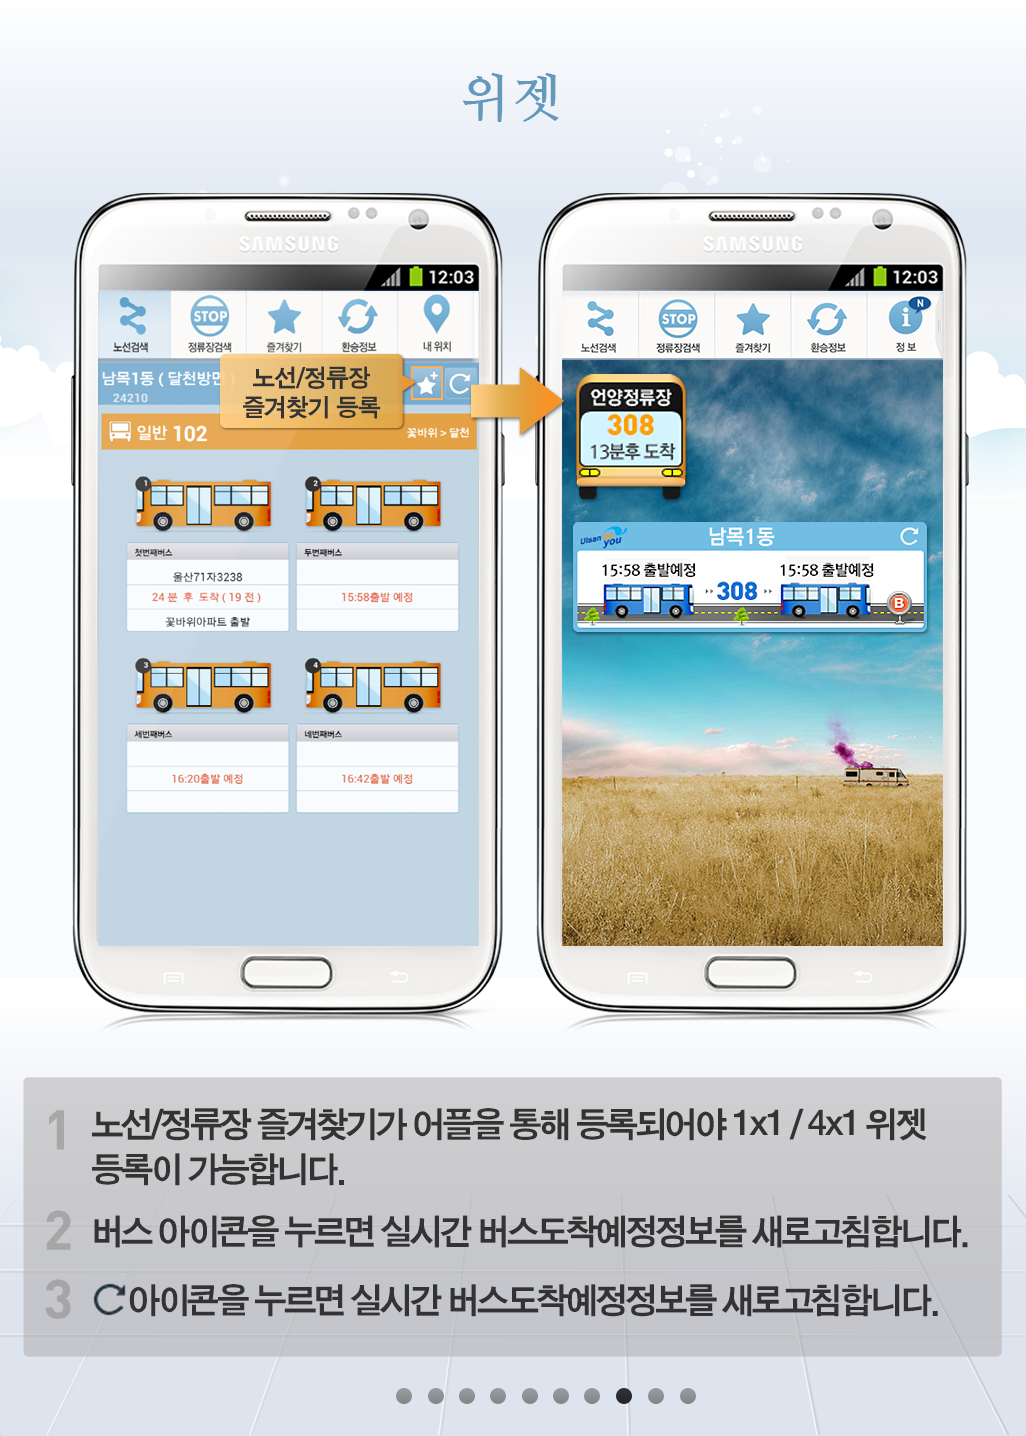 위젯
SAMSUNG
12:03
노선검색
정류장검색
즐겨찾기
환승정보
내 위치
STOP
남목1동 ( 달천방면 )
24210
노선/정류장
즐겨찾기 등록
일반 102
꽃바위 > 달천
1
2
첫번째버스
두번째버스
울산71자3238
24 분 후 도착 ( 19 전 )
15:58출발 예정
꽃바위아파트 출발
3
4
세번째버스
네번째버스
16:20출발 예정
16:42출발 예정
SAMSUNG
12:03
STOP
N
노선검색
정류장검색
즐겨찾기
환승정보
정 보
언양정류장
308
13분후 도착
Ulsan
you
남목1동
15:58 출발예정
15:58 출발예정
308
B
1 노선/정류장 즐겨찾기가 어플을 통해 등록되어야 1x1 / 4x1 위젯
등록이 가능합니다.
2 버스 아이콘을 누르면 실시간 버스도착예정정보를 새로고침합니다.
3 아이콘을 누르면 실시간 버스도착예정정보를 새로고침합니다.